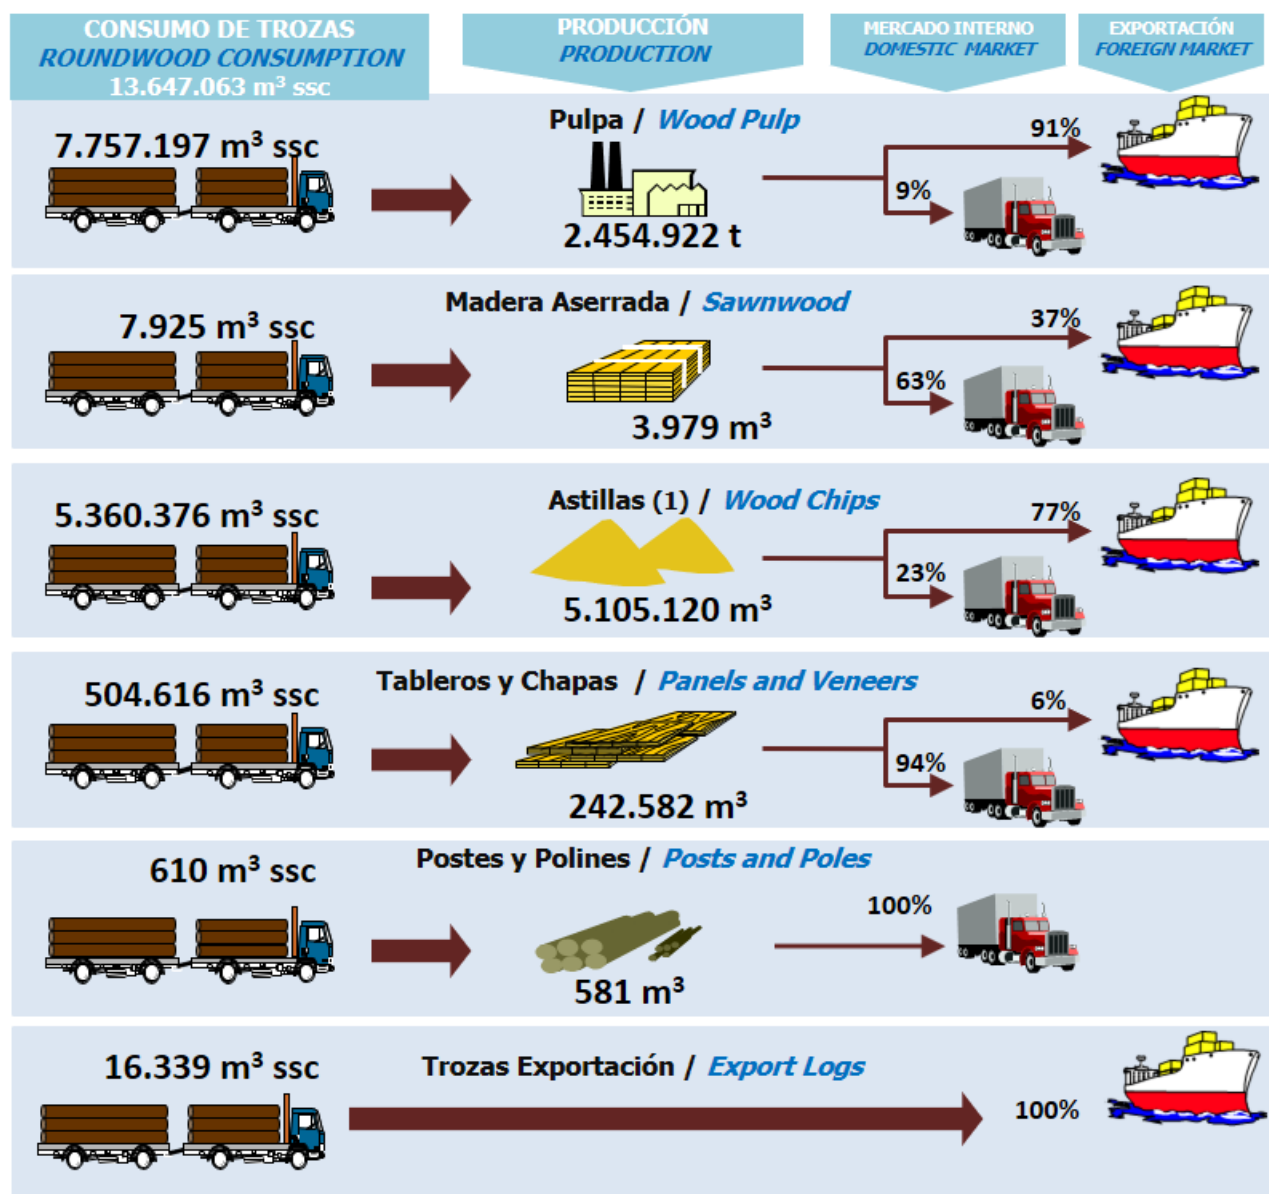 CONSUMO DE TROZAS
ROUNDWOOD CONSUMPTION
13.647.063 m³ ssc
PRODUCCIÓN
PRODUCTION
MERCADO INTERNO
DOMESTIC MARKET
EXPORTACIÓN
FOREIGN MARKET
7.757.197 m³ ssc
Pulpa / Wood Pulp
2.454.922 t
91%
9%
7.925 m³ ssc
Madera Aserrada / Sawnwood
3.979 m³
37%
63%
5.360.376 m³ ssc
Astillas (1) / Wood Chips
5.105.120 m³
77%
23%
504.616 m³ ssc
Tableros y Chapas / Panels and Veneers
242.582 m³
6%
94%
610 m³ ssc
Postes y Polines / Posts and Poles
581 m³
100%
16.339 m³ ssc
Trozas Exportación / Export Logs
100%